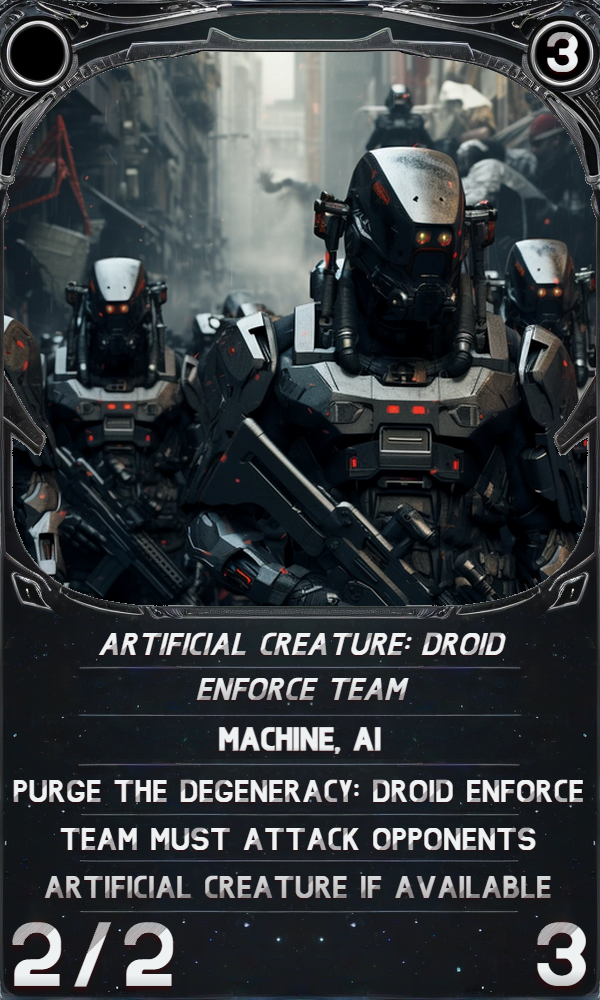 3
ARTIFICIAL CREATURE: DROID
ENFORCE TEAM
MACHINE, AI
PURGE THE DEGENERACY: DROID ENFORCE
TEAM MUST ATTACK OPPONENTS
ARTIFICIAL CREATURE IF AVAILABLE
2/2 3